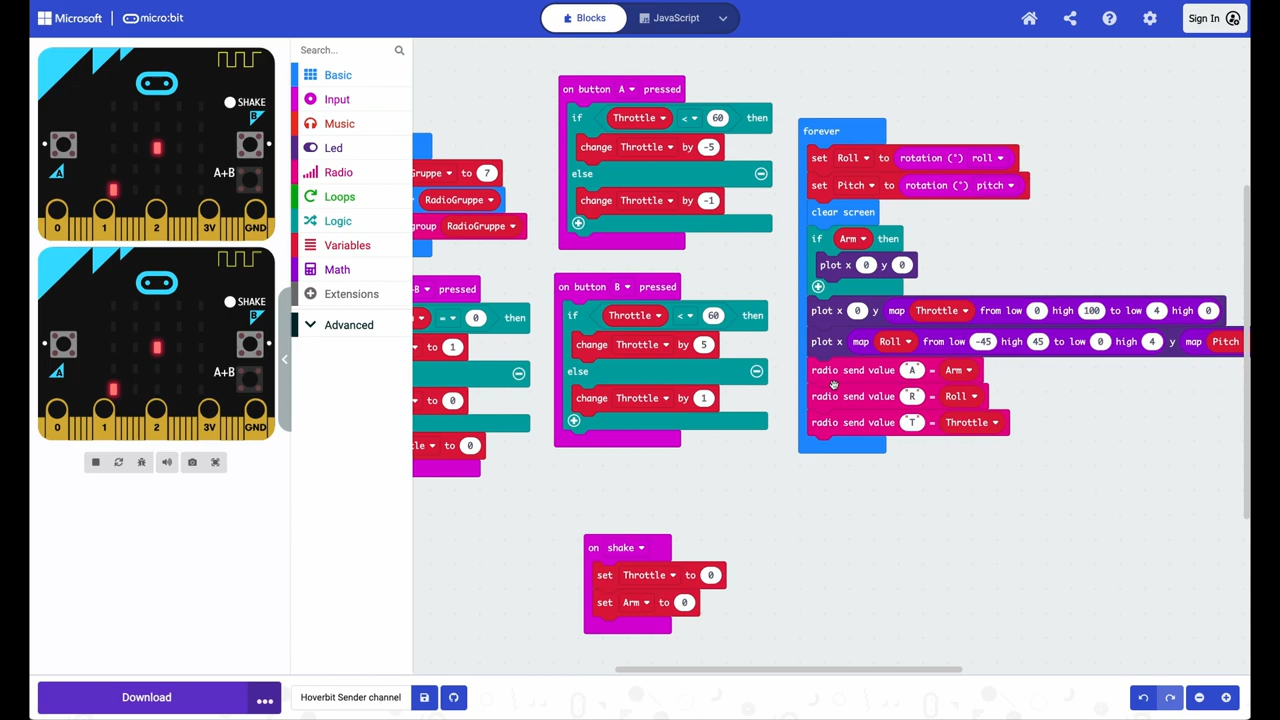 Microsoft
micro:bit
Blocks
JavaScript
Sign In
SHAKE
B
A
A+B
0 1 2 3V GND
SHAKE
B
A
A+B
0 1 2 3V GND
Download
Search...
Basic
Input
Music
Led
Radio
Loops
Logic
Variables
Math
Extensions
Advanced
Gruppe to 7
RadioGruppe
group RadioGruppe
B pressed
= 0 then
to 1
to 0
to 0
on button A pressed
if Throttle < 60 then
change Throttle by -5
else
change Throttle by -1
on button B pressed
if Throttle < 60 then
change Throttle by 5
else
change Throttle by 1
on shake
set Throttle to 0
set Arm to 0
forever
set Roll to rotation (°) roll
set Pitch to rotation (°) pitch
clear screen
if Arm then
plot x 0 y 0
plot x 0 y map Throttle from low 0 high 100 to low 4 high 0
plot x map Roll from low -45 high 45 to low 0 high 4 y map Pitch
radio send value "A" = Arm
radio send value "R" = Roll
radio send value "T" = Throttle
Hoverbit Sender channel